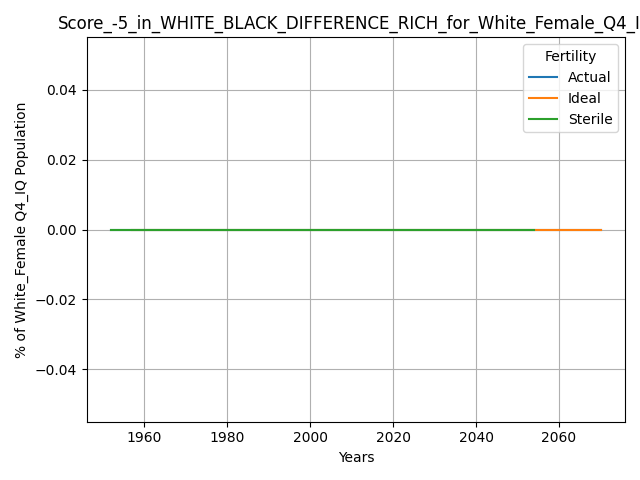 Score_-5_in_WHITE_BLACK_DIFFERENCE_RICH_for_White_Female_Q4_I
Fertility
Actual
Ideal
Sterile
0.04
0.02
0.00
−0.02
−0.04
% of White_Female Q4_IQ Population
1960
1980
2000
2020
2040
2060
Years